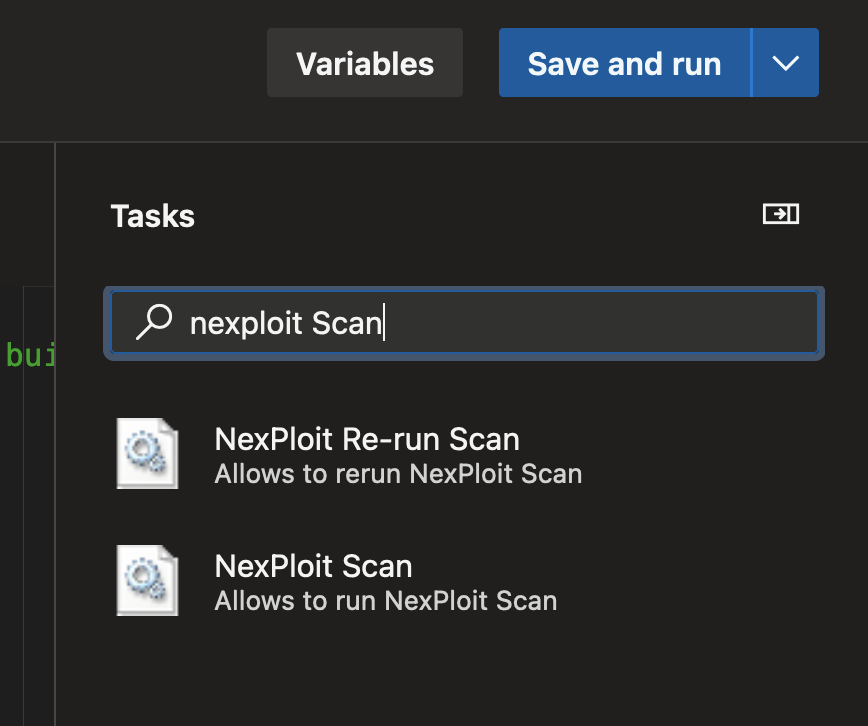 Variables
Save and run
Tasks
nexploit Scan
bui
NexPloit Re-run Scan
Allows to rerun NexPloit Scan
NexPloit Scan
Allows to run NexPloit Scan